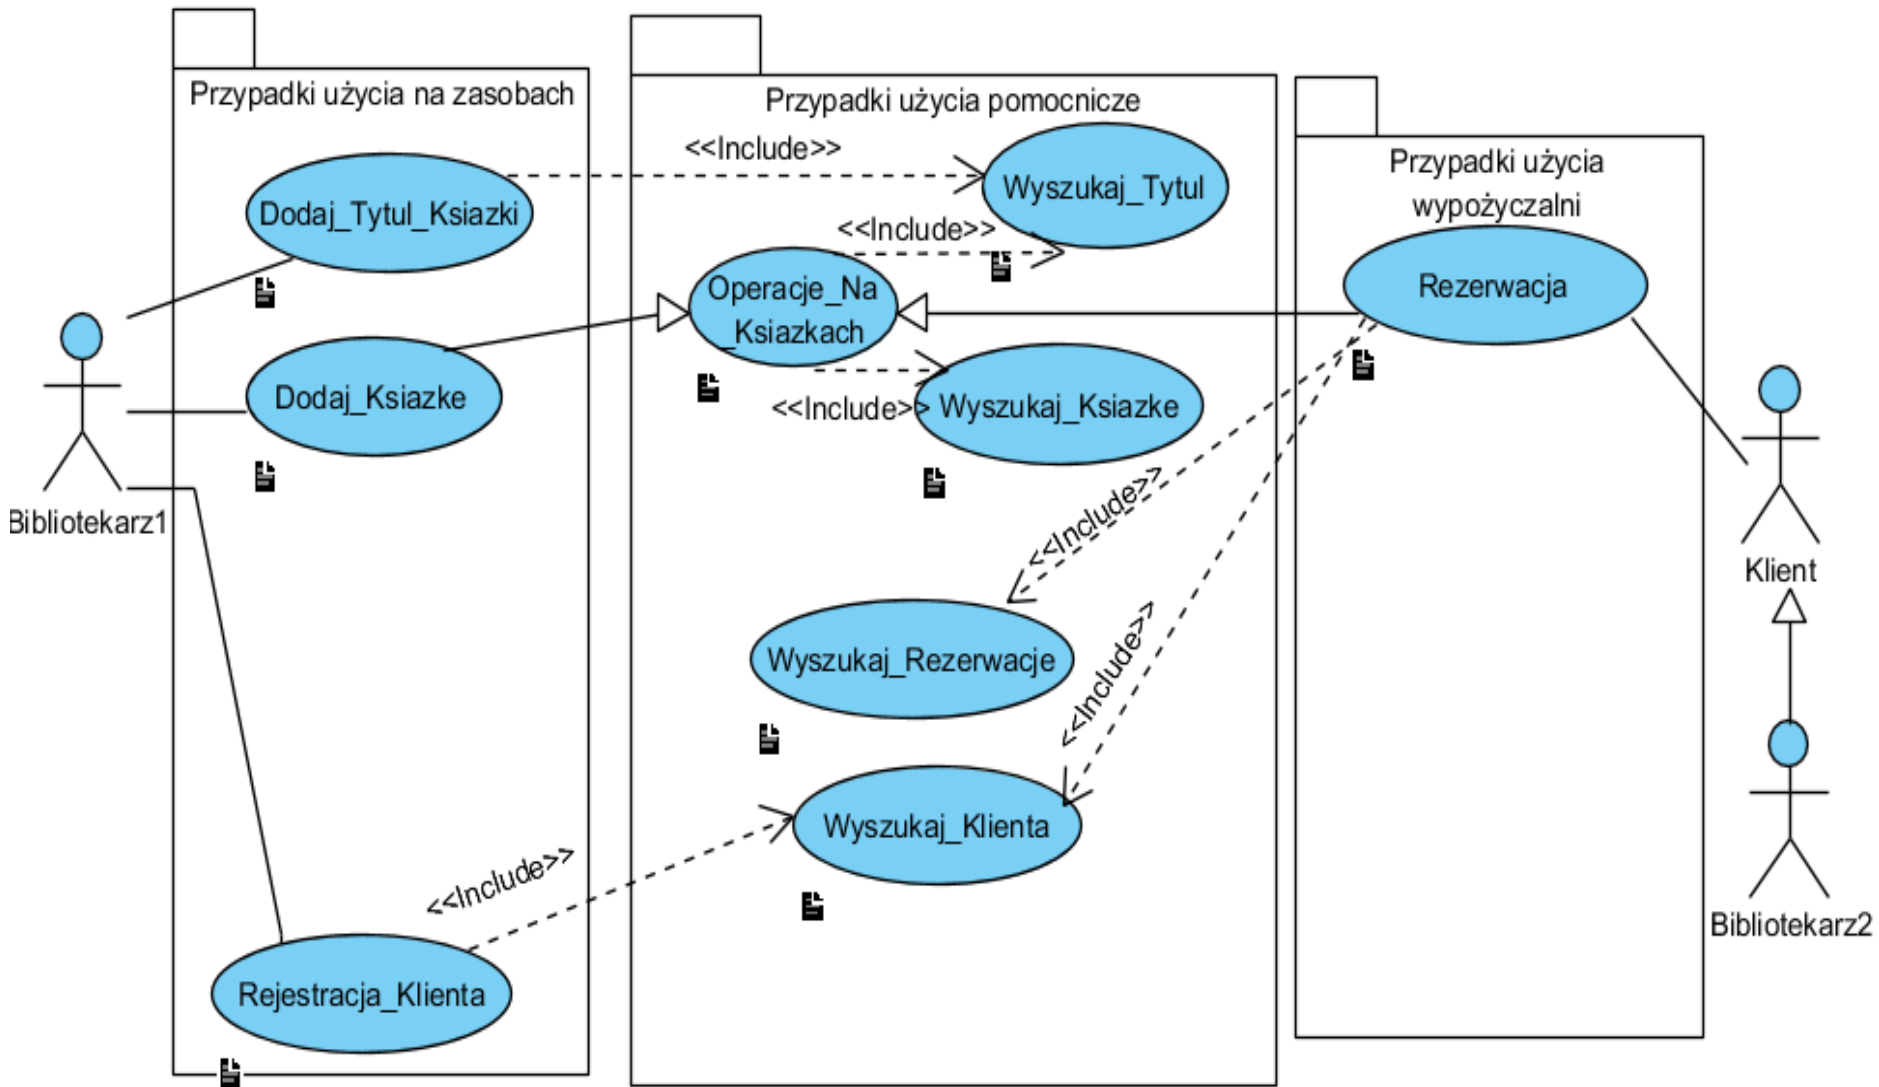 Przypadki użycia na zasobach
Przypadki użycia pomocnicze
Przypadki użycia
wypożyczalni
<<Include>>
Wyszukaj_Tytul
Dodaj_Tytul_Ksiazki
<<Include>>
Operacje_Na
_Ksiazkach
Rezerwacja
Dodaj_Ksiazke
<<Include>>
Wyszukaj_Ksiazke
Bibliotekarz1
<<Include>>
Klient
Wyszukaj_Rezerwacje
<<Include>>
Wyszukaj_Klienta
<<Include>>
Bibliotekarz2
Rejestracja_Klienta